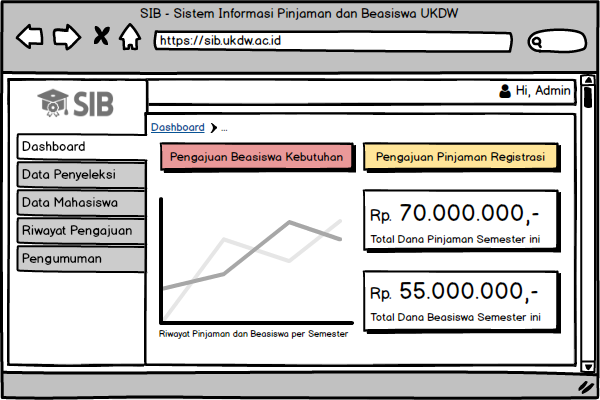 SIB - Sistem Informasi Pinjaman dan Beasiswa UKDW
https://sib.ukdw.ac.id
SIB
Hi, Admin
Dashboard ...
Dashboard
Data Penyeleksi
Data Mahasiswa
Riwayat Pengajuan
Pengumuman
Pengajuan Beasiswa Kebutuhan
Pengajuan Pinjaman Registrasi
Riwayat Pinjaman dan Beasiswa per Semester
Rp. 70.000.000,-
Total Dana Pinjaman Semester ini
Rp. 55.000.000,-
Total Dana Beasiswa Semester ini